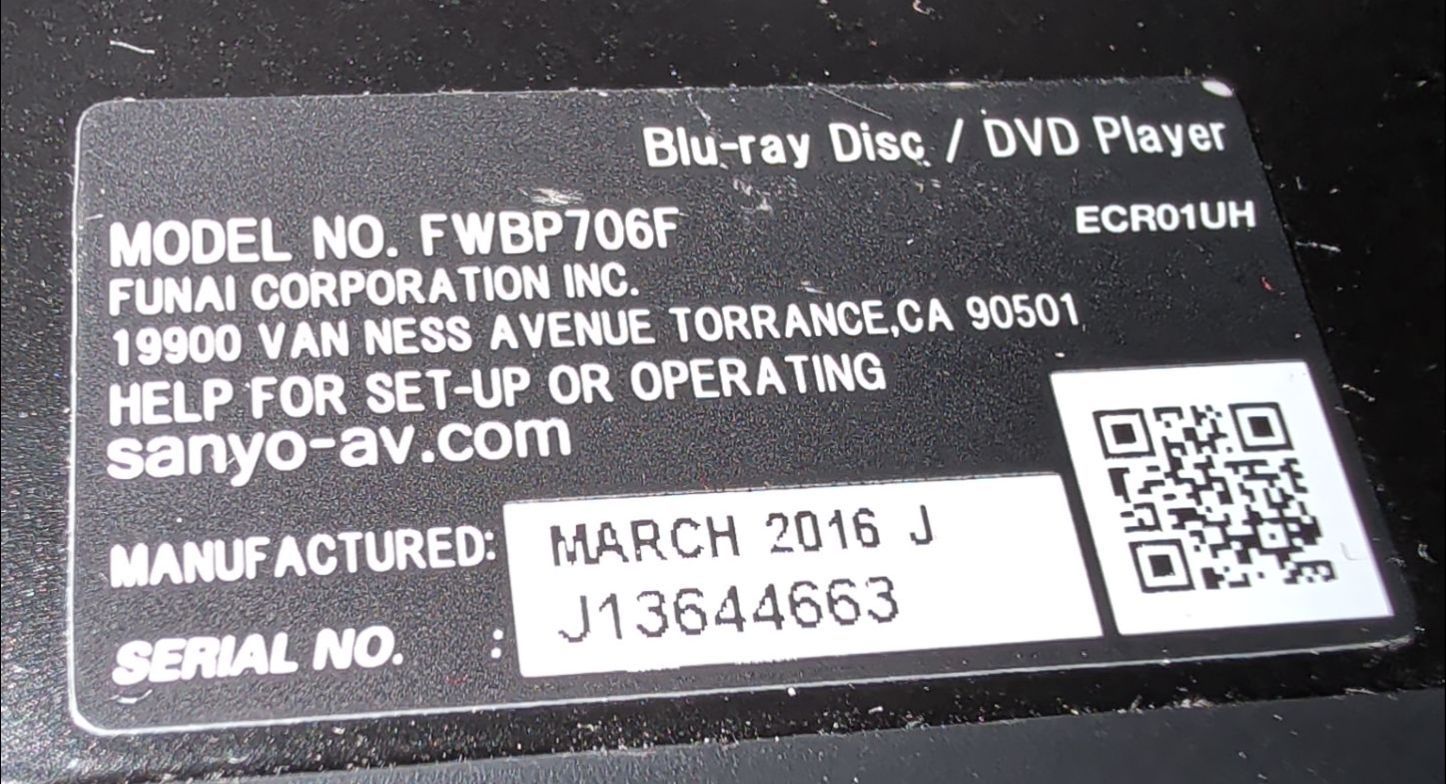 Blu-ray Disc / DVD Player
MODEL NO. FWBP706F
ECR01UH
FUNAI CORPORATION INC.
19900 VAN NESS AVENUE TORRANCE,CA 90501
HELP FOR SET-UP OR OPERATING
sanyo-av.com
MANUFACTURED: MARCH 2016 J
SERIAL NO. : J13644663